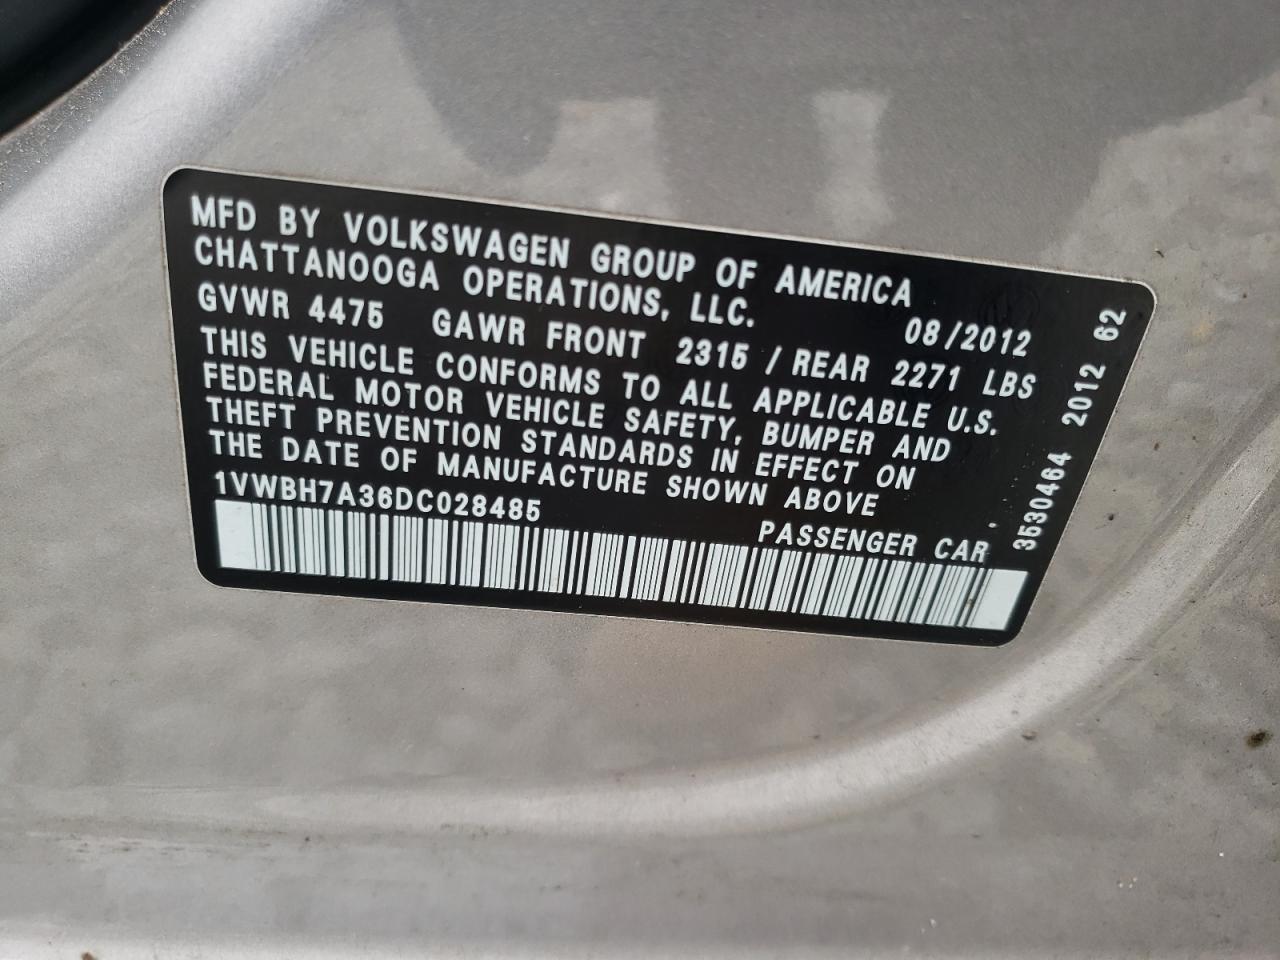 MFD BY VOLKSWAGEN GROUP OF AMERICA
CHATTANOOGA OPERATIONS, LLC. 08/2012
GVWR 4475 GAWR FRONT 2315 / REAR 2271 LBS
THIS VEHICLE CONFORMS TO ALL APPLICABLE U.S.
FEDERAL MOTOR VEHICLE SAFETY, BUMPER AND
THEFT PREVENTION STANDARDS IN EFFECT ON
THE DATE OF MANUFACTURE SHOWN ABOVE
1VWBH7A36DC028485 PASSENGER CAR
3530464 2012 62